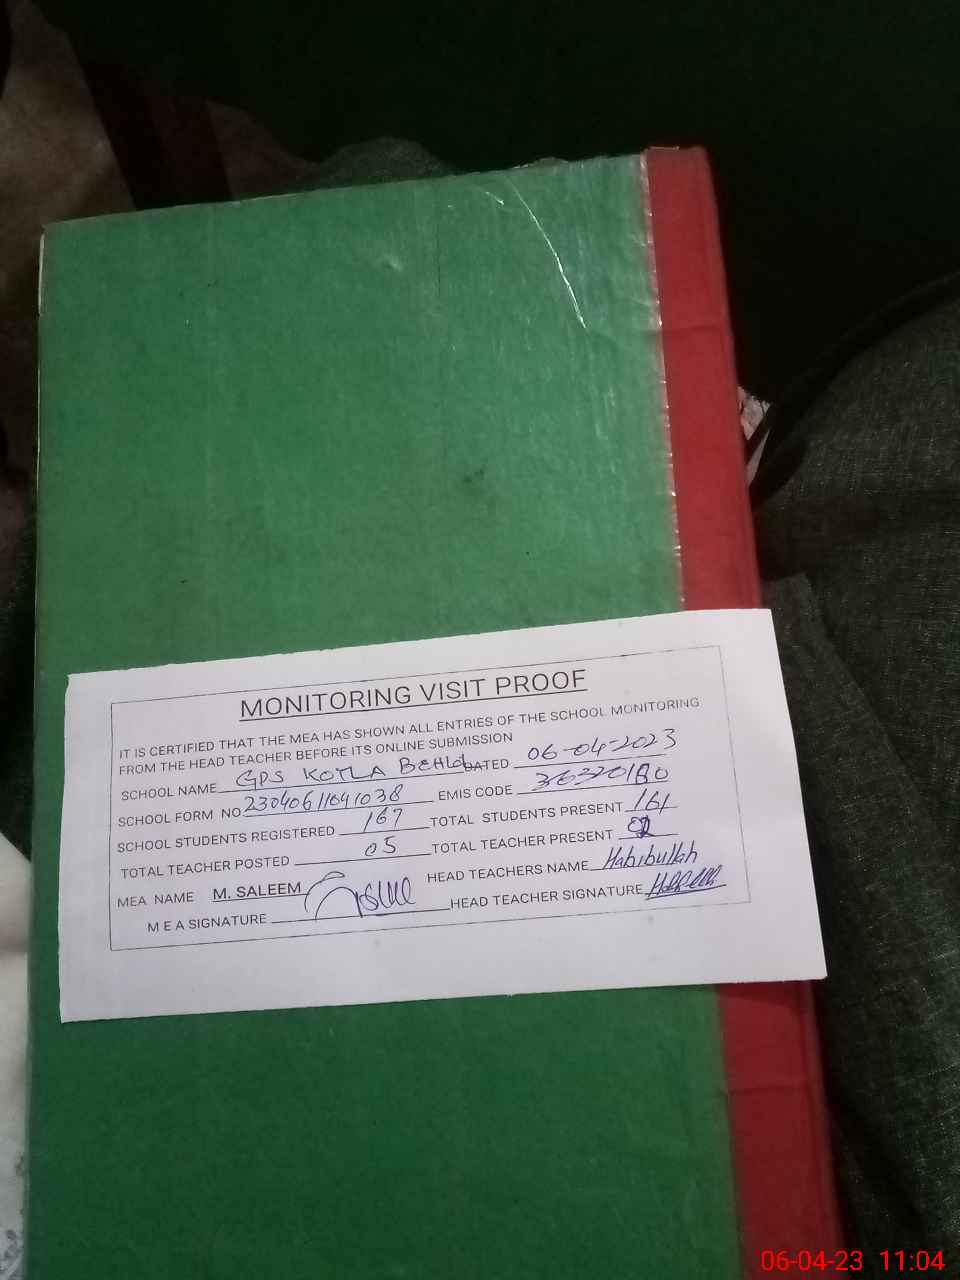 MONITORING VISIT PROOF
IT IS CERTIFIED THAT THE MEA HAS SHOWN ALL ENTRIES OF THE SCHOOL MONITORING
FROM THE HEAD TEACHER BEFORE ITS ONLINE SUBMISSION
SCHOOL NAME GPS KOTLA BEHLOL DATED 06-04-2023
SCHOOL FORM NO. 23040611041038 EMIS CODE
SCHOOL STUDENTS REGISTERED 167 TOTAL STUDENTS PRESENT 161
TOTAL TEACHER POSTED 05 TOTAL TEACHER PRESENT
MEA NAME M. SALEEM HEAD TEACHERS NAME Habibullah
M E A SIGNATURE HEAD TEACHER SIGNATURE
06-04-23 11:04